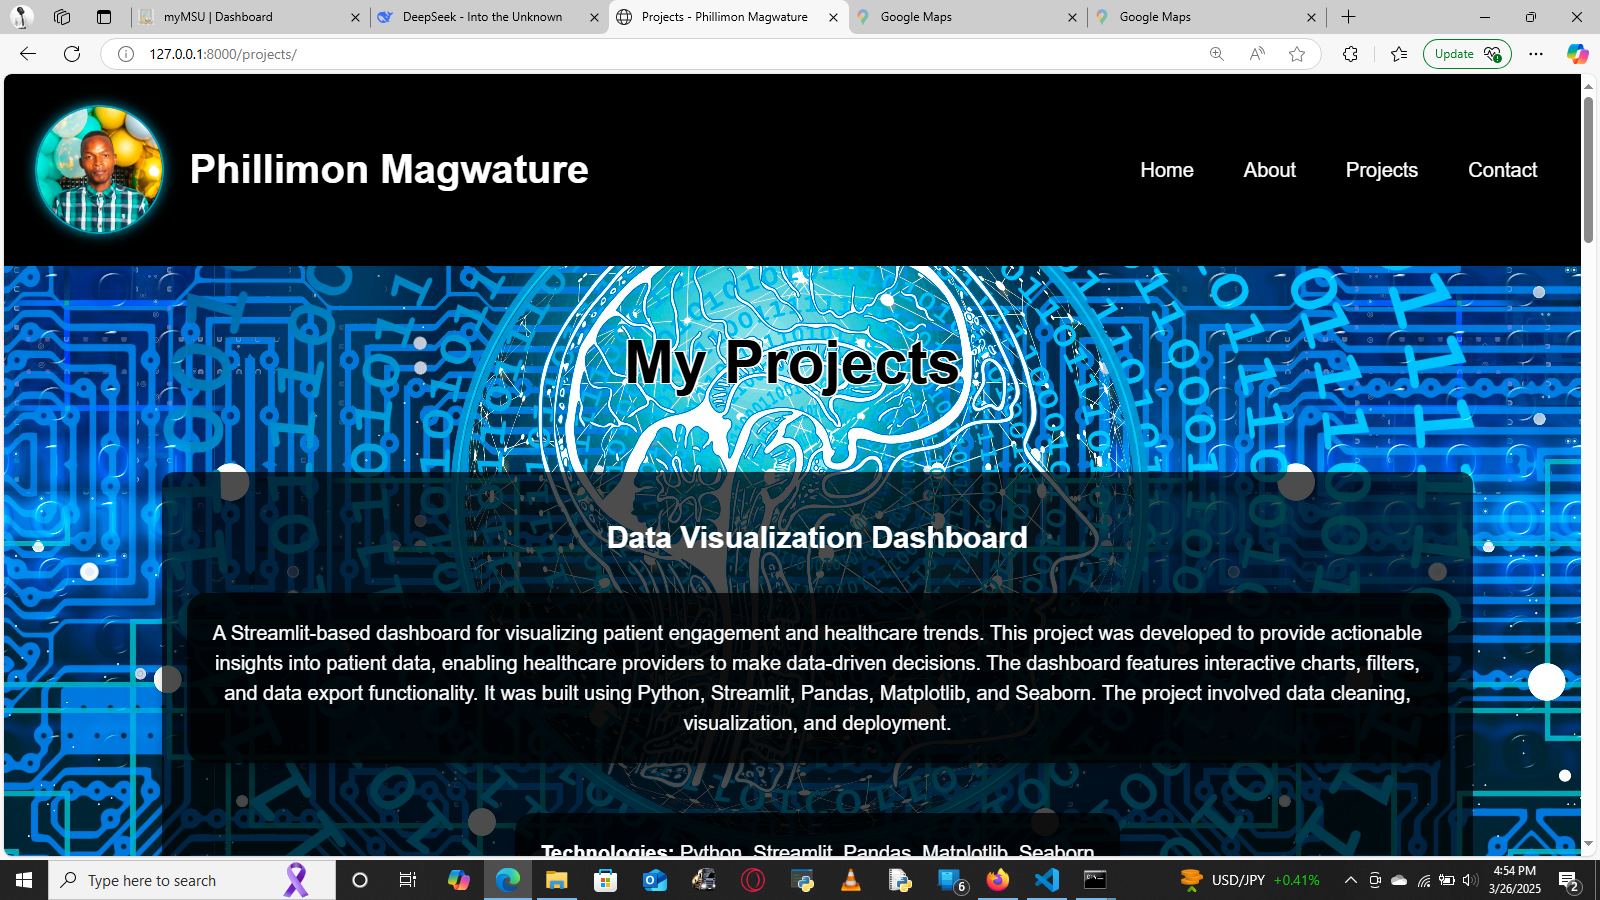 myMSU | Dashboard
DeepSeek - Into the Unknown
Projects - Phillimon Magwature
Google Maps
Google Maps
127.0.0.1:8000/projects/
Update
Phillimon Magwature
Home
About
Projects
Contact
My Projects
Data Visualization Dashboard
A Streamlit-based dashboard for visualizing patient engagement and healthcare trends. This project was developed to provide actionable
insights into patient data, enabling healthcare providers to make data-driven decisions. The dashboard features interactive charts, filters,
and data export functionality. It was built using Python, Streamlit, Pandas, Matplotlib, and Seaborn. The project involved data cleaning,
visualization, and deployment.
Technologies: Python, Streamlit, Pandas, Matplotlib, Seaborn
Type here to search
6
USD/JPY +0.41%
4:54 PM
3/26/2025
2